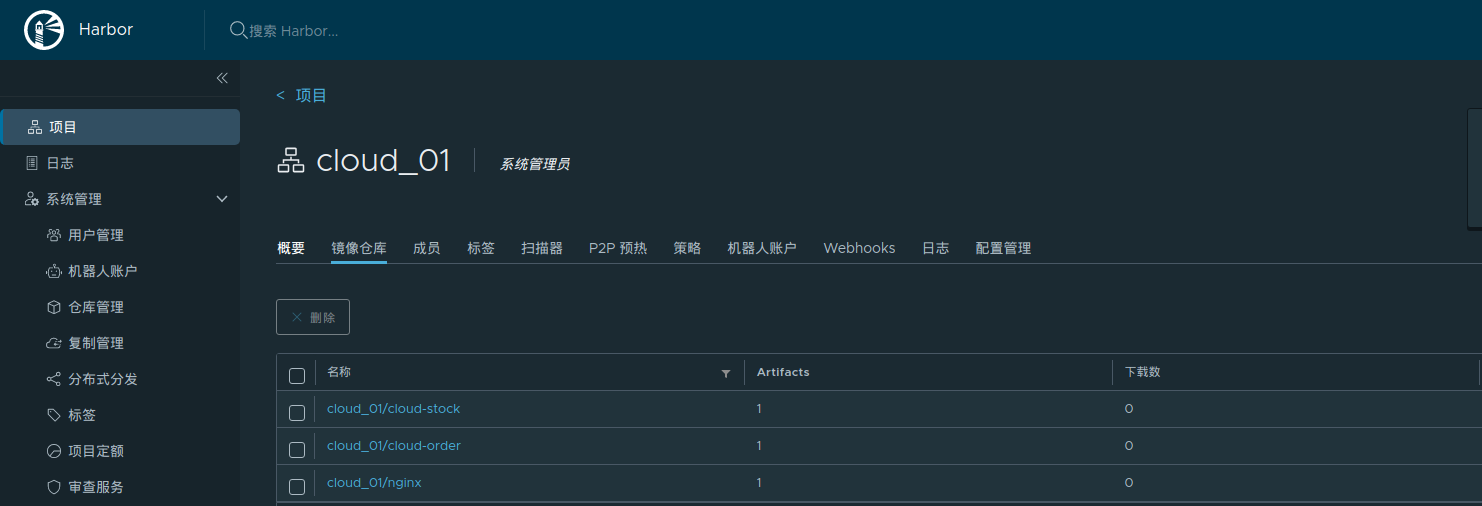 Harbor
搜索 Harbor...
项目
日志
系统管理
用户管理
机器人账户
仓库管理
复制管理
分布式分发
标签
项目定额
审查服务
< 项目
cloud_01 系统管理员
概要 镜像仓库 成员 标签 扫描器 P2P 预热 策略 机器人账户 Webhooks 日志 配置管理
删除
名称 Artifacts 下载数
cloud_01/cloud-stock 1 0
cloud_01/cloud-order 1 0
cloud_01/nginx 1 0